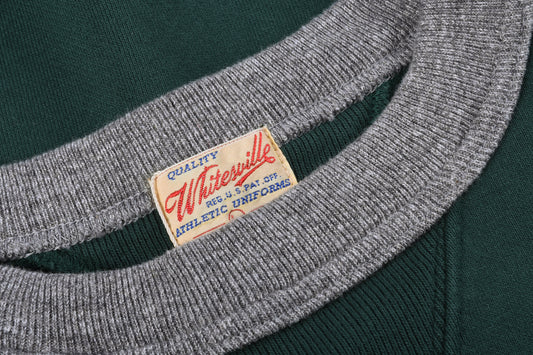 QUALITY
Whitesville
REG. U.S. PAT. OFF.
ATHLETIC UNIFORMS